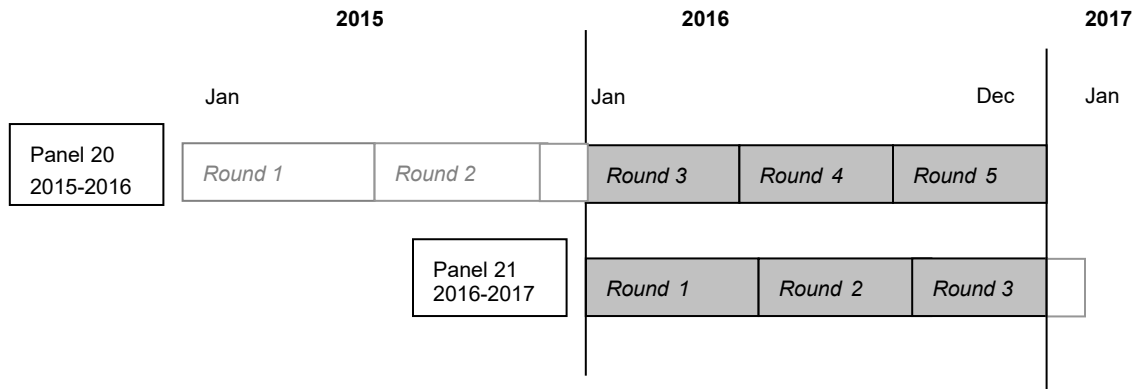 2015 2016 2017
Jan Jan Dec Jan
Panel 20
2015-2016
Round 1 Round 2 Round 3 Round 4 Round 5
Panel 21
2016-2017
Round 1 Round 2 Round 3